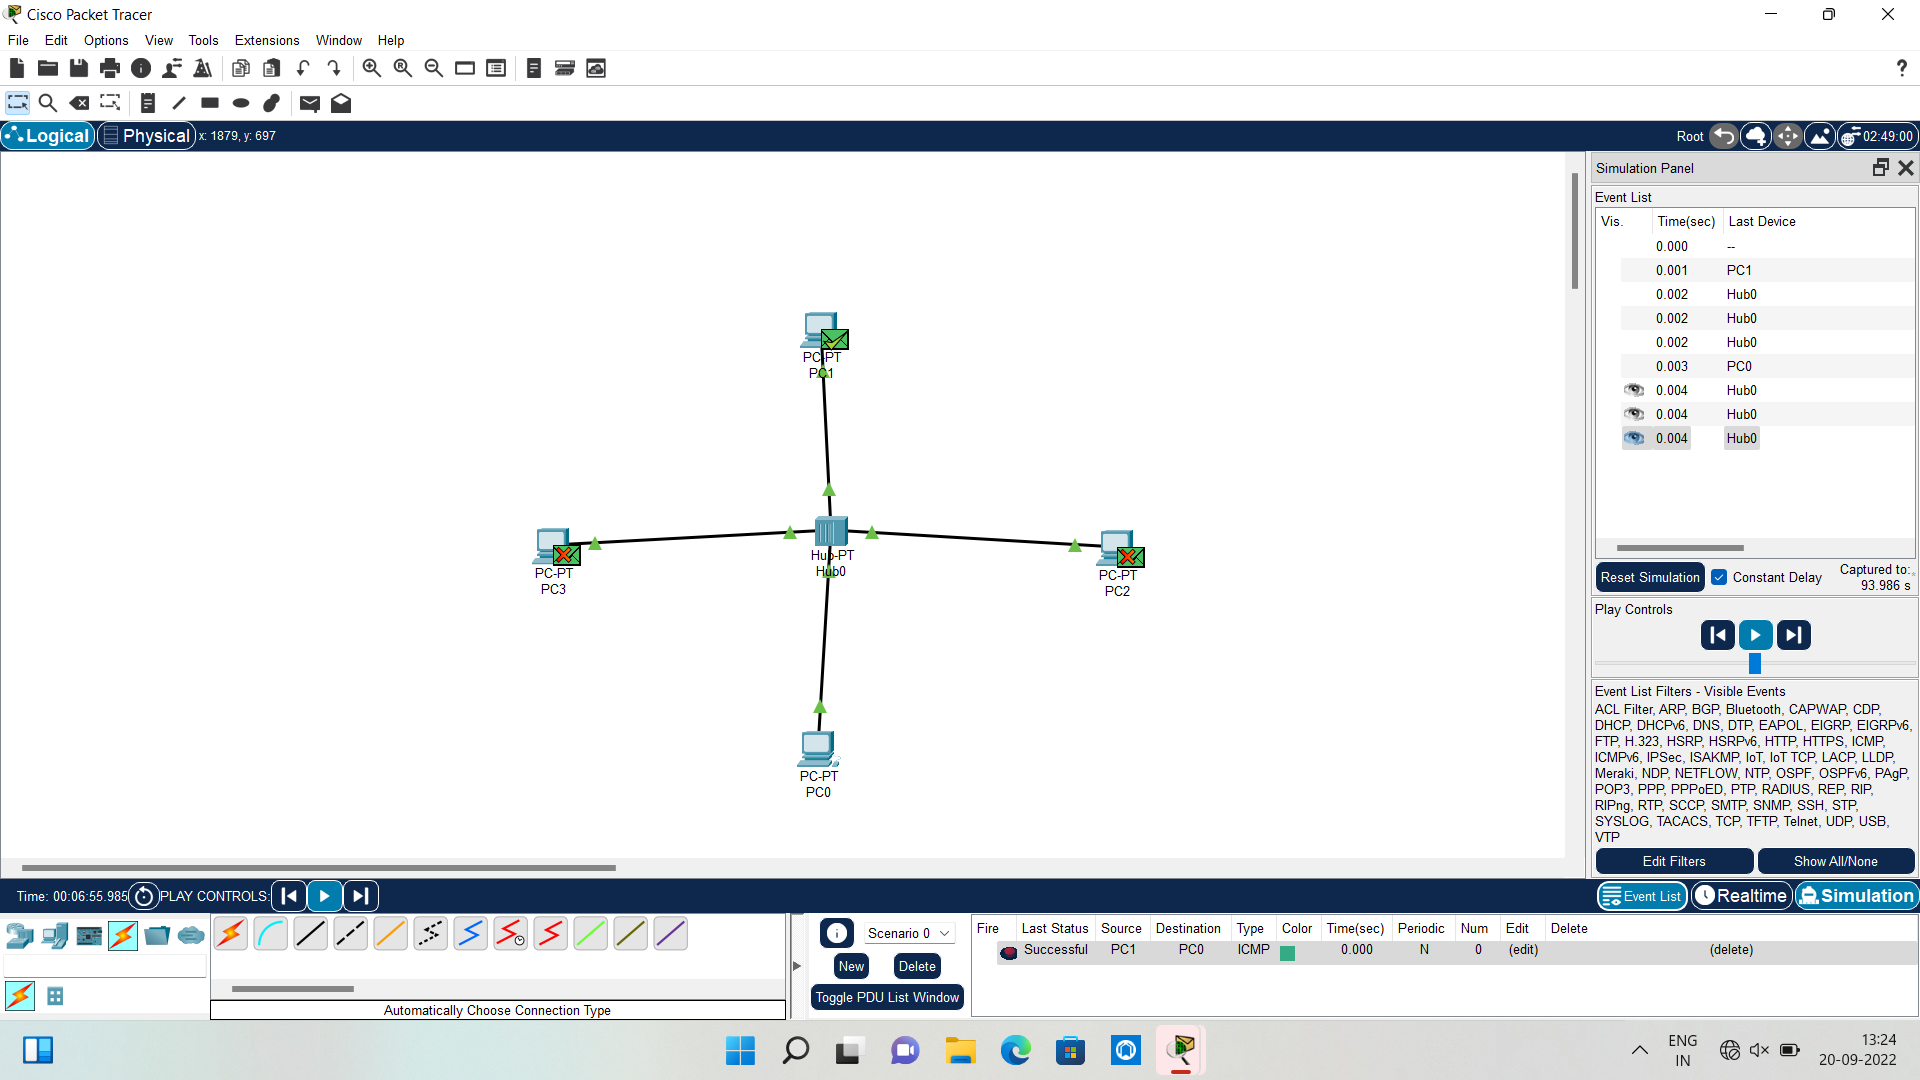 Cisco Packet Tracer
File Edit Options View Tools Extensions Window Help
?
Logical Physical x: 1879, y: 697 Root 02:49:00
Simulation Panel
Event List
Vis. Time(sec) Last Device
0.000 --
0.001 PC1
0.002 Hub0
0.002 Hub0
0.002 Hub0
0.003 PC0
0.004 Hub0
0.004 Hub0
0.004 Hub0
Reset Simulation Constant Delay Captured to:
93.986 s
Play Controls
Event List Filters - Visible Events
ACL Filter, ARP, BGP, Bluetooth, CAPWAP, CDP,
DHCP, DHCPv6, DNS, DTP, EAPOL, EIGRP, EIGRPv6,
FTP, H.323, HSRP, HSRPv6, HTTP, HTTPS, ICMP,
ICMPv6, IPSec, ISAKMP, IoT, IoT TCP, LACP, LLDP,
Meraki, NDP, NETFLOW, NTP, OSPF, OSPFv6, PAgP,
POP3, PPP, PPPoED, PTP, RADIUS, REP, RIP,
RIPng, RTP, SCCP, SMTP, SNMP, SSH, STP,
SYSLOG, TACACS, TCP, TFTP, Telnet, UDP, USB,
VTP
Edit Filters Show All/None
PC-PT
PC1
PC-PT
PC3
Hub-PT
Hub0
PC-PT
PC2
PC-PT
PC0
Time: 00:06:55.985 PLAY CONTROLS: Event List Realtime Simulation
Automatically Choose Connection Type
Scenario 0
New Delete
Toggle PDU List Window
Fire Last Status Source Destination Type Color Time(sec) Periodic Num Edit Delete
Successful PC1 PC0 ICMP 0.000 N 0 (edit) (delete)
ENG
IN
13:24
20-09-2022